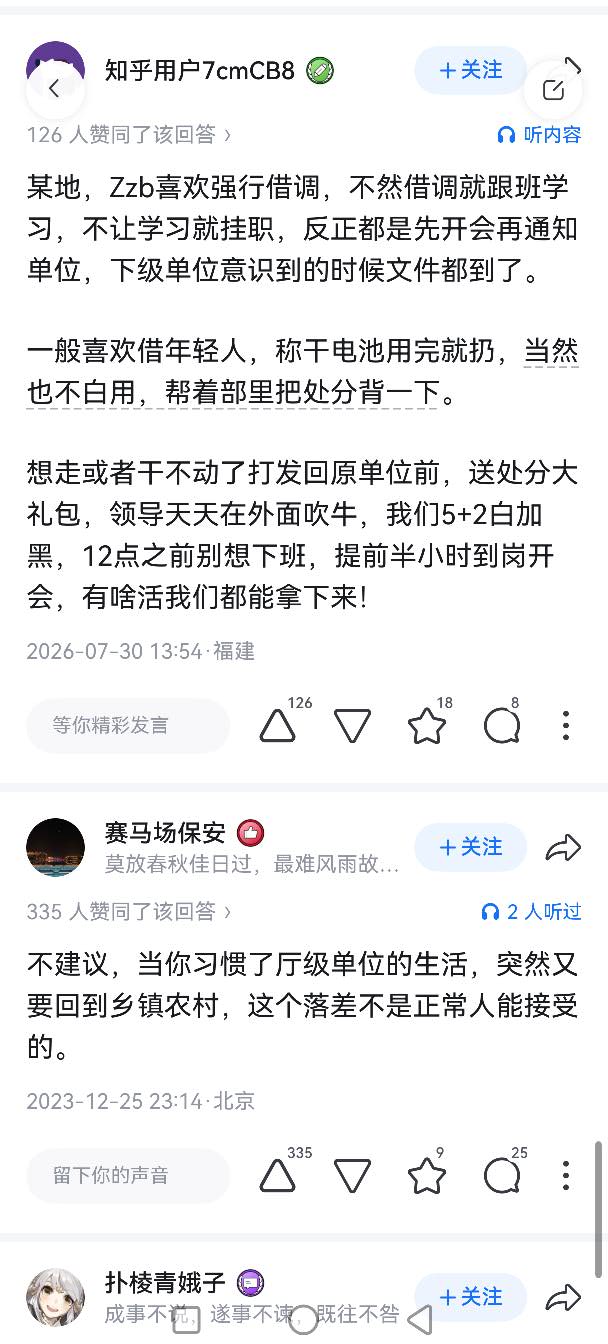 知乎用户7cmCB8
+关注
126 人赞同了该回答 ›
听内容
某地，Zzb喜欢强行借调，不然借调就跟班学
习，不让学习就挂职，反正都是先开会再通知
单位，下级单位意识到的时候文件都到了。
一般喜欢借年轻人，称干电池用完就扔，当然
也不白用，帮着部里把处分背一下。
想走或者干不动了打发回原单位前，送处分大
礼包，领导天天在外面吹牛，我们5+2白加
黑，12点之前别想下班，提前半小时到岗开
会，有啥活我们都能拿下来！
2026-07-30 13:54·福建
等你精彩发言
126
18
8
赛马场保安
+关注
莫放春秋佳日过，最难风雨故...
335 人赞同了该回答 ›
2 人听过
不建议，当你习惯了厅级单位的生活，突然又
要回到乡镇农村，这个落差不是正常人能接受
的。
2023-12-25 23:14·北京
留下你的声音
335
9
25
扑棱青娥子
+关注
成事不说，遂事不谏，既往不咎